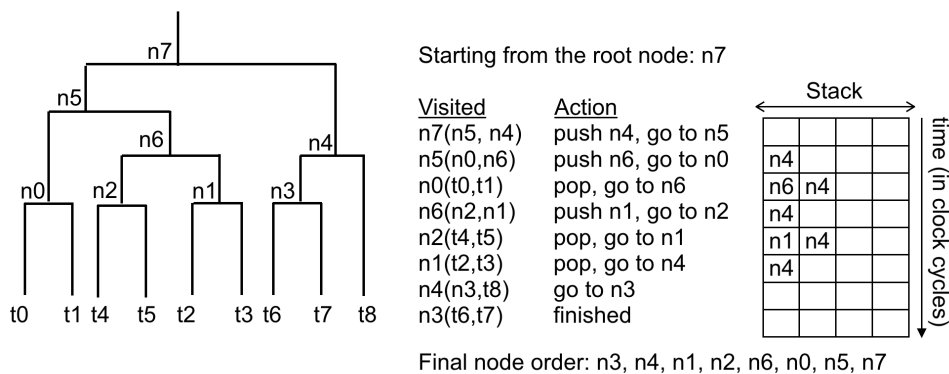 n7
n5
n6
n4
n0
n2
n1
n3
t0 t1 t4 t5 t2 t3 t6 t7 t8
Starting from the root node: n7
Visited Action
n7(n5, n4) push n4, go to n5
n5(n0,n6) push n6, go to n0
n0(t0,t1) pop, go to n6
n6(n2,n1) push n1, go to n2
n2(t4,t5) pop, go to n1
n1(t2,t3) pop, go to n4
n4(n3,t8) go to n3
n3(t6,t7) finished
Stack
n4
n6 n4
n4
n1 n4
n4
time (in clock cycles)
Final node order: n3, n4, n1, n2, n6, n0, n5, n7